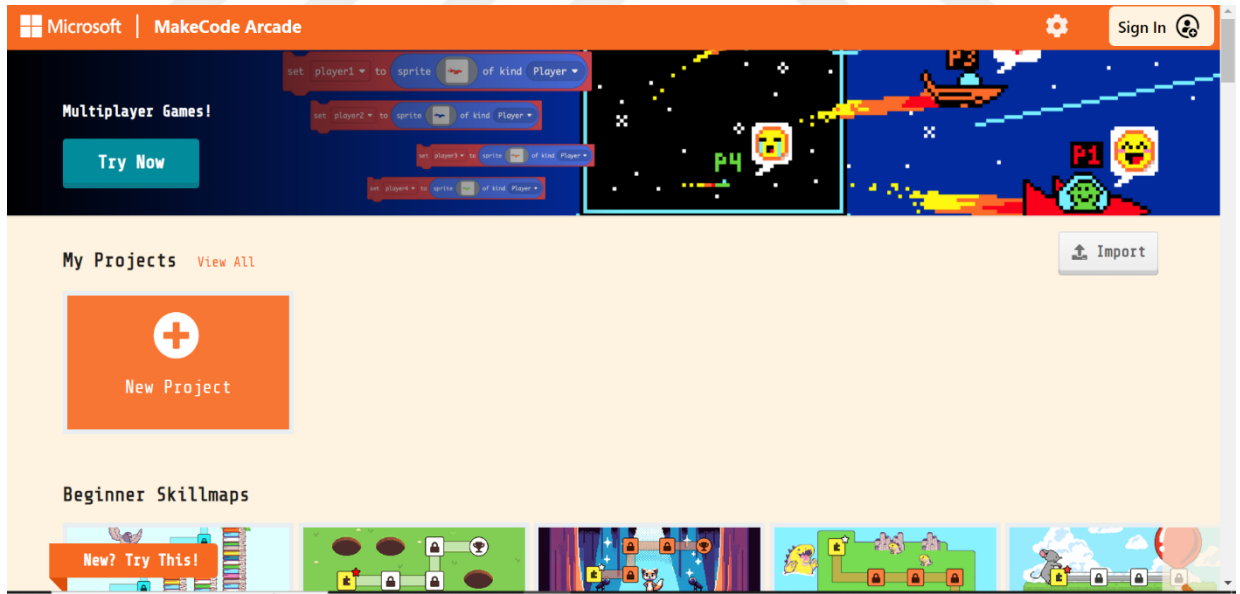 Microsoft | MakeCode Arcade
Sign In
set player1 to sprite of kind Player
Multiplayer Games!
set player2 to sprite of kind Player
Try Now
set player3 to sprite of kind Player
set player4 to sprite of kind Player
P3
P4
P1
My Projects View All
Import
New Project
Beginner Skillmaps
New? Try This!